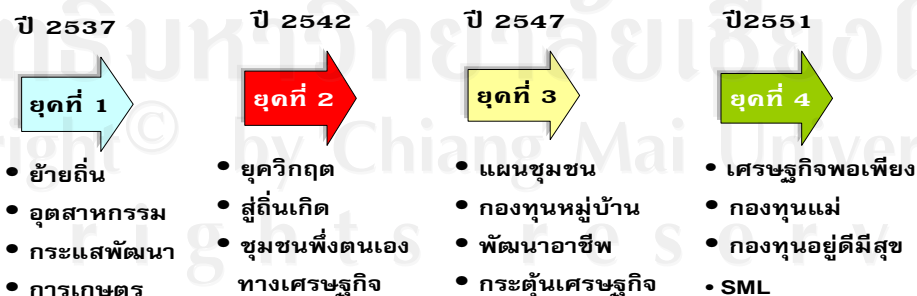 ปี 2537
ยุคที่ 1
• ย้ายถิ่น
• อุตสาหกรรม
• กระแสพัฒนา
• การเกษตร
ปี 2542
ยุคที่ 2
• ยุควิกฤต
• สู่ถิ่นเกิด
• ชุมชนพึ่งตนเอง
ทางเศรษฐกิจ
ปี 2547
ยุคที่ 3
• แผนชุมชน
• กองทุนหมู่บ้าน
• พัฒนาอาชีพ
• กระตุ้นเศรษฐกิจ
ปี2551
ยุคที่ 4
• เศรษฐกิจพอเพียง
• กองทุนแม่
• กองทุนอยู่ดีมีสุข
• SML
© by Chiang Mai